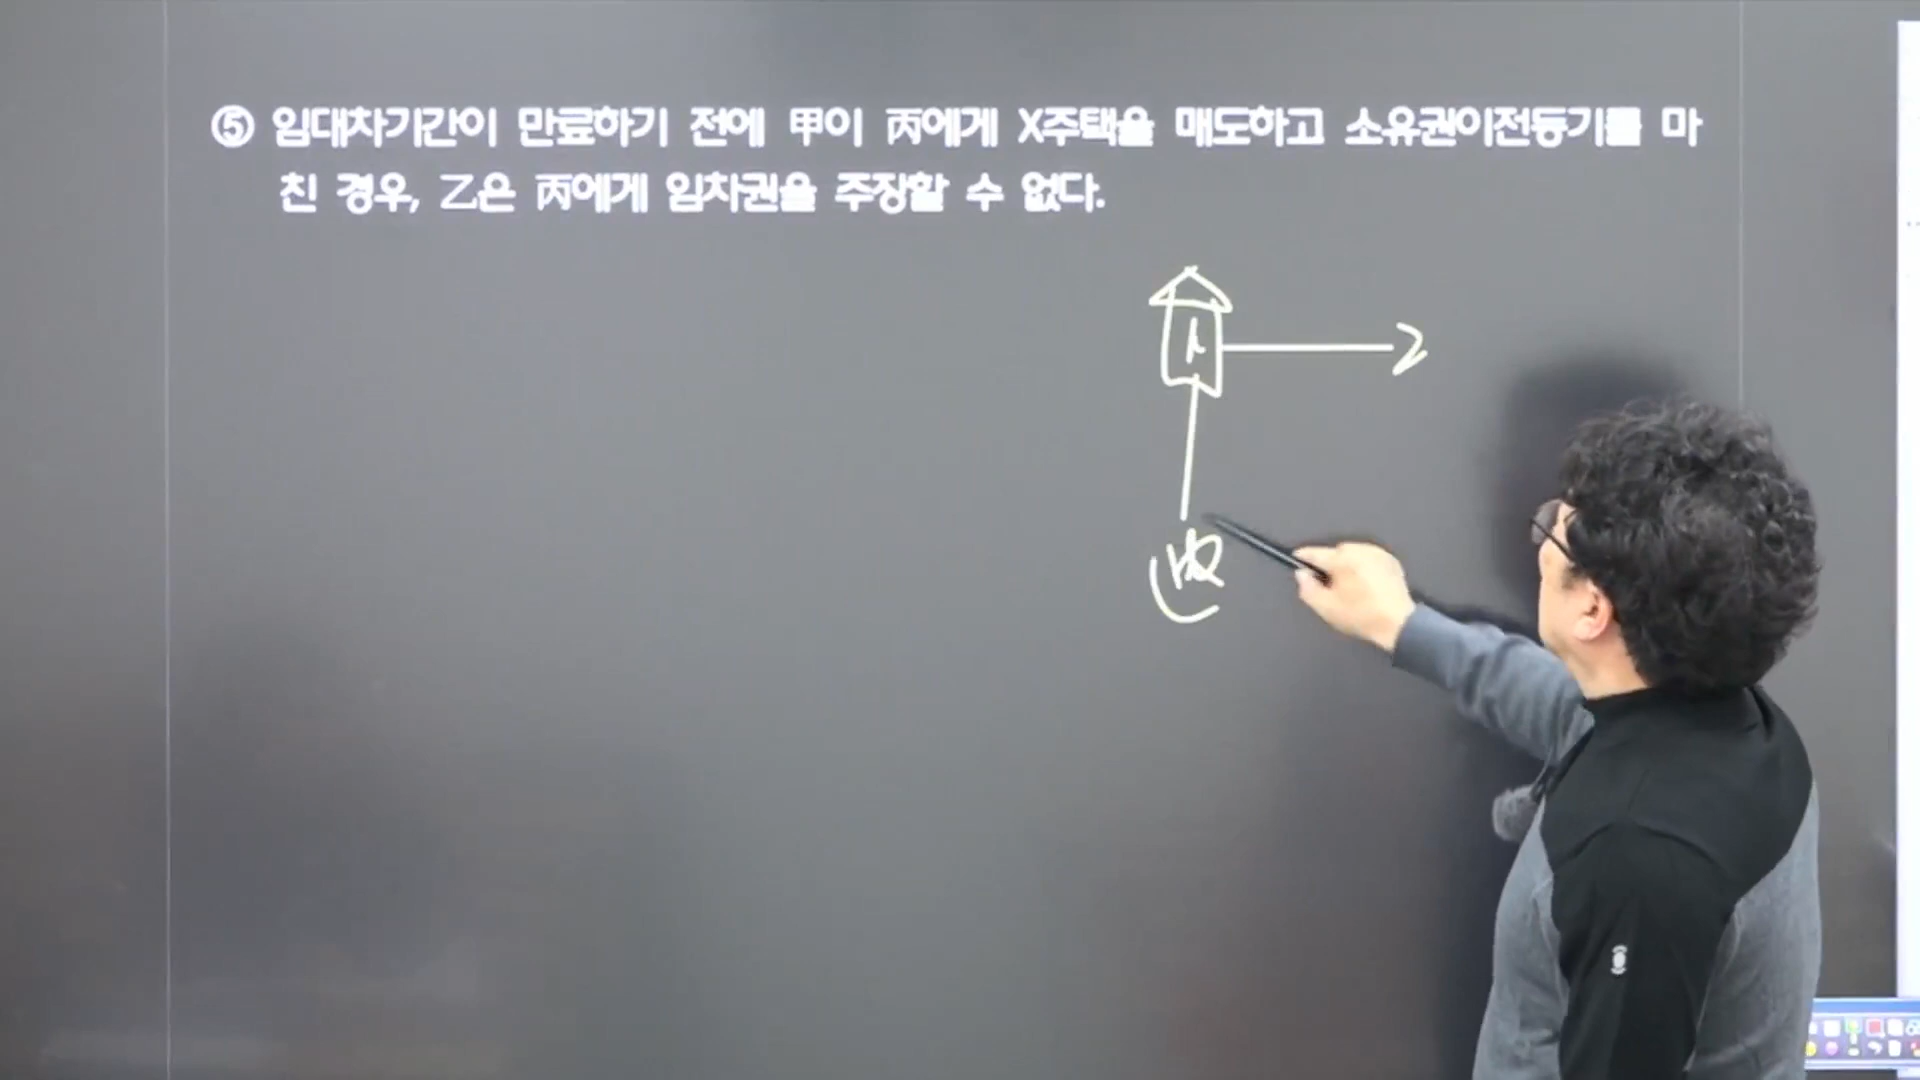 ⑤ 임대차기간이 만료하기 전에 甲이 丙에게 X주택을 매도하고 소유권이전등기를 마
친 경우, 乙은 丙에게 임차권을 주장할 수 없다.